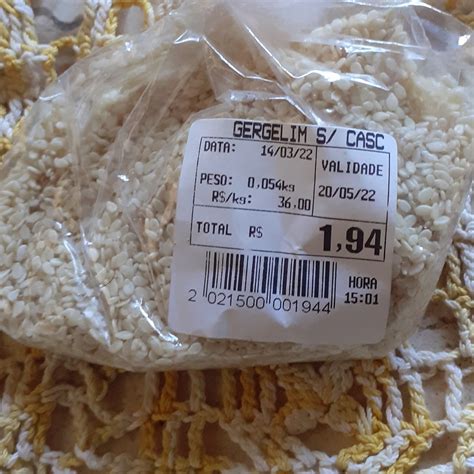 GERGELIM S/ CASC
DATA: 14/03/22
VALIDADE
PESO: 0,054kg
20/05/22
R$/kg: 36,00
TOTAL R$ 1,94
HORA
15:01
2 021500 001944